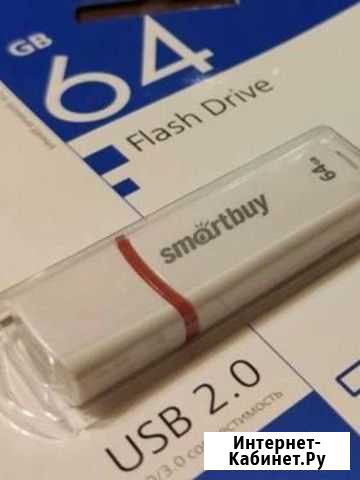 GB
64
Flash Drive
64GB
smartbuy
USB 2.0
/3.0 совместимость
Интернет-
Кабинет.Ру